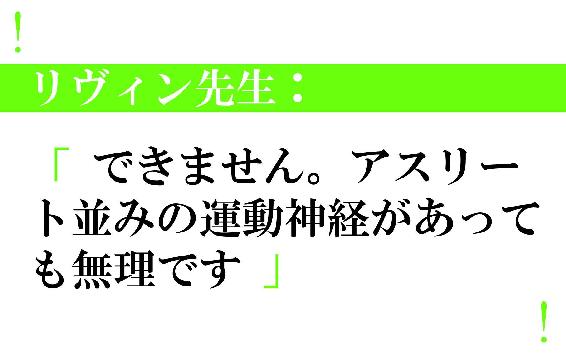 !
リヴィン先生：
「 できません。アスリー
ト並みの運動神経があって
も無理です 」
!